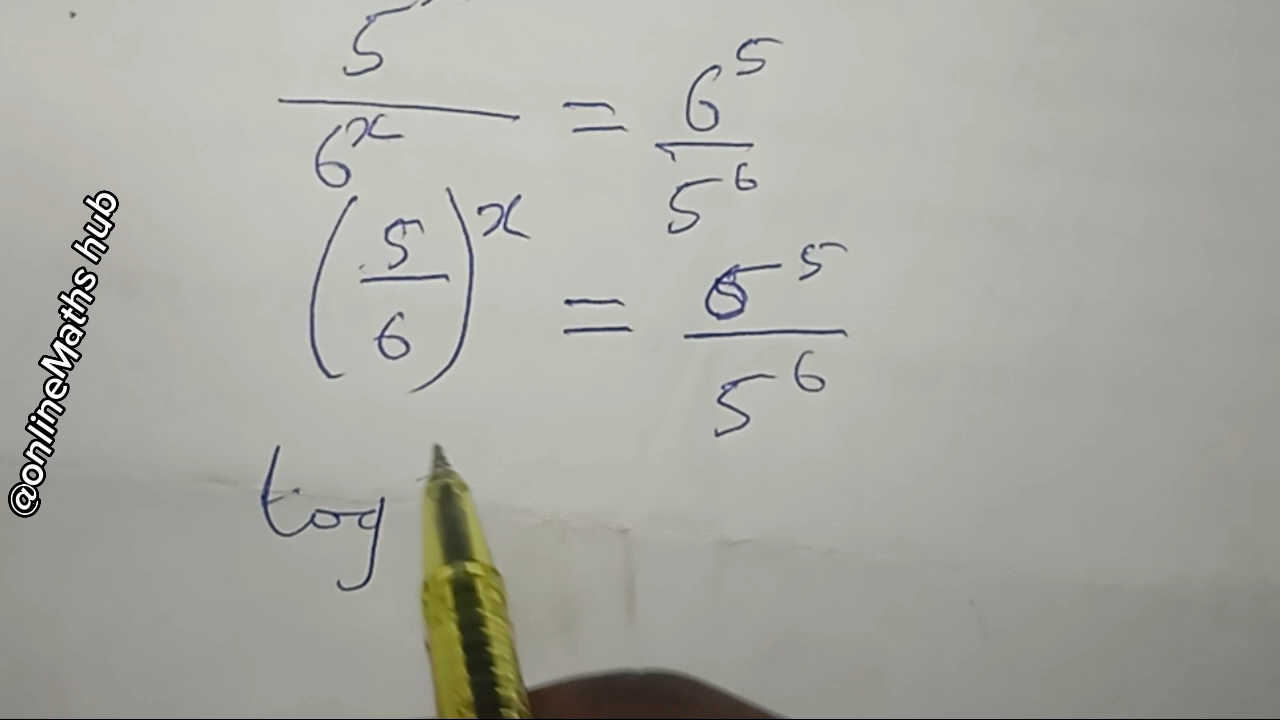 5
— = 6^5/5^6
6^x
(5/6)^x = 6^5/5^6
log
@onlineMaths hub